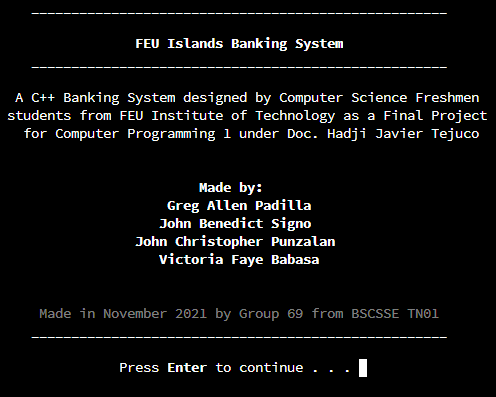 FEU Islands Banking System
A C++ Banking System designed by Computer Science Freshmen
students from FEU Institute of Technology as a Final Project
for Computer Programming 1 under Doc. Hadji Javier Tejuco
Made by:
Greg Allen Padilla
John Benedict Signo
John Christopher Punzalan
Victoria Faye Babasa
Made in November 2021 by Group 69 from BSCSSE TN01
Press Enter to continue . . .